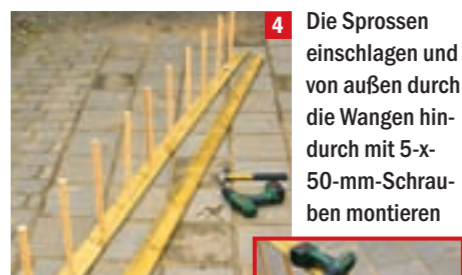 4
Die Sprossen
einschlagen und
von außen durch
die Wangen hin-
durch mit 5-x-
50-mm-Schrau-
ben montieren